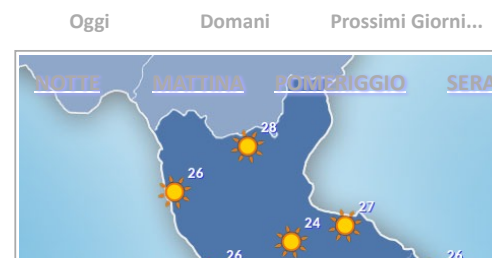 Oggi Domani Prossimi Giorni...
NOTTE MATTINA POMERIGGIO SERA
28
26
27
24
26 26